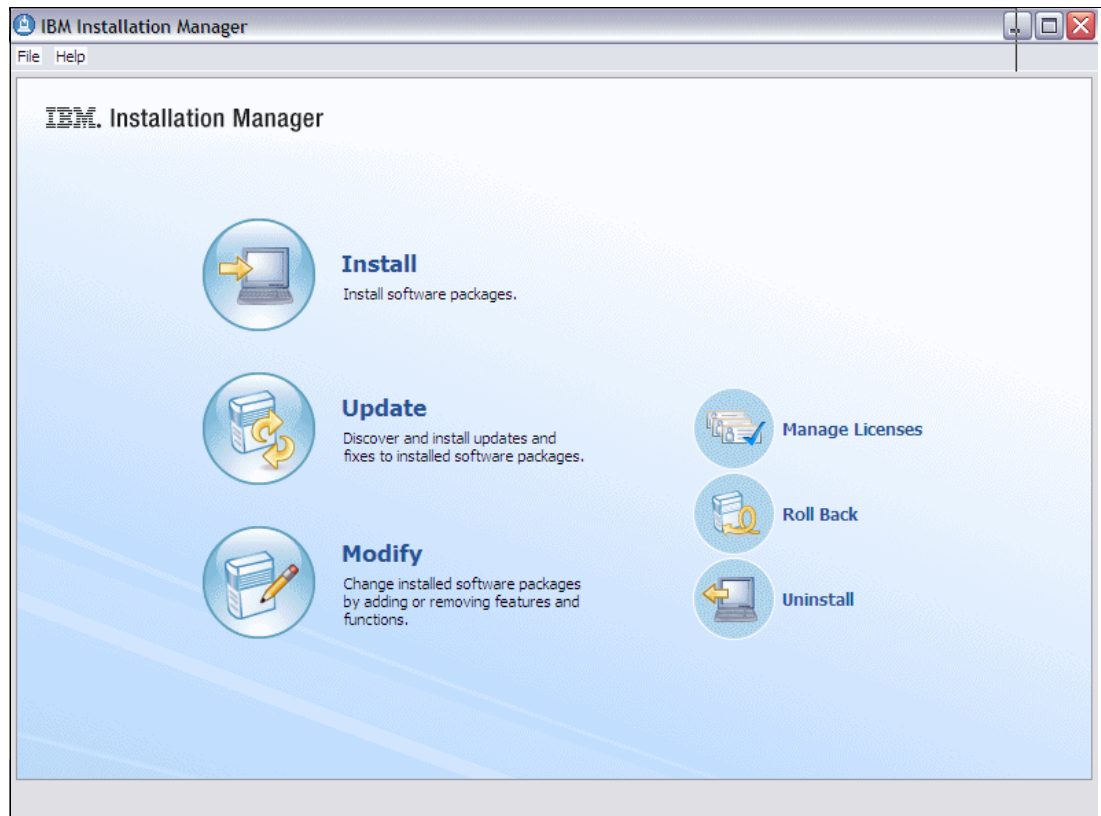 IBM Installation Manager
File Help
IBM. Installation Manager
Install
Install software packages.
Update
Discover and install updates and
fixes to installed software packages.
Modify
Change installed software packages
by adding or removing features and
functions.
Manage Licenses
Roll Back
Uninstall